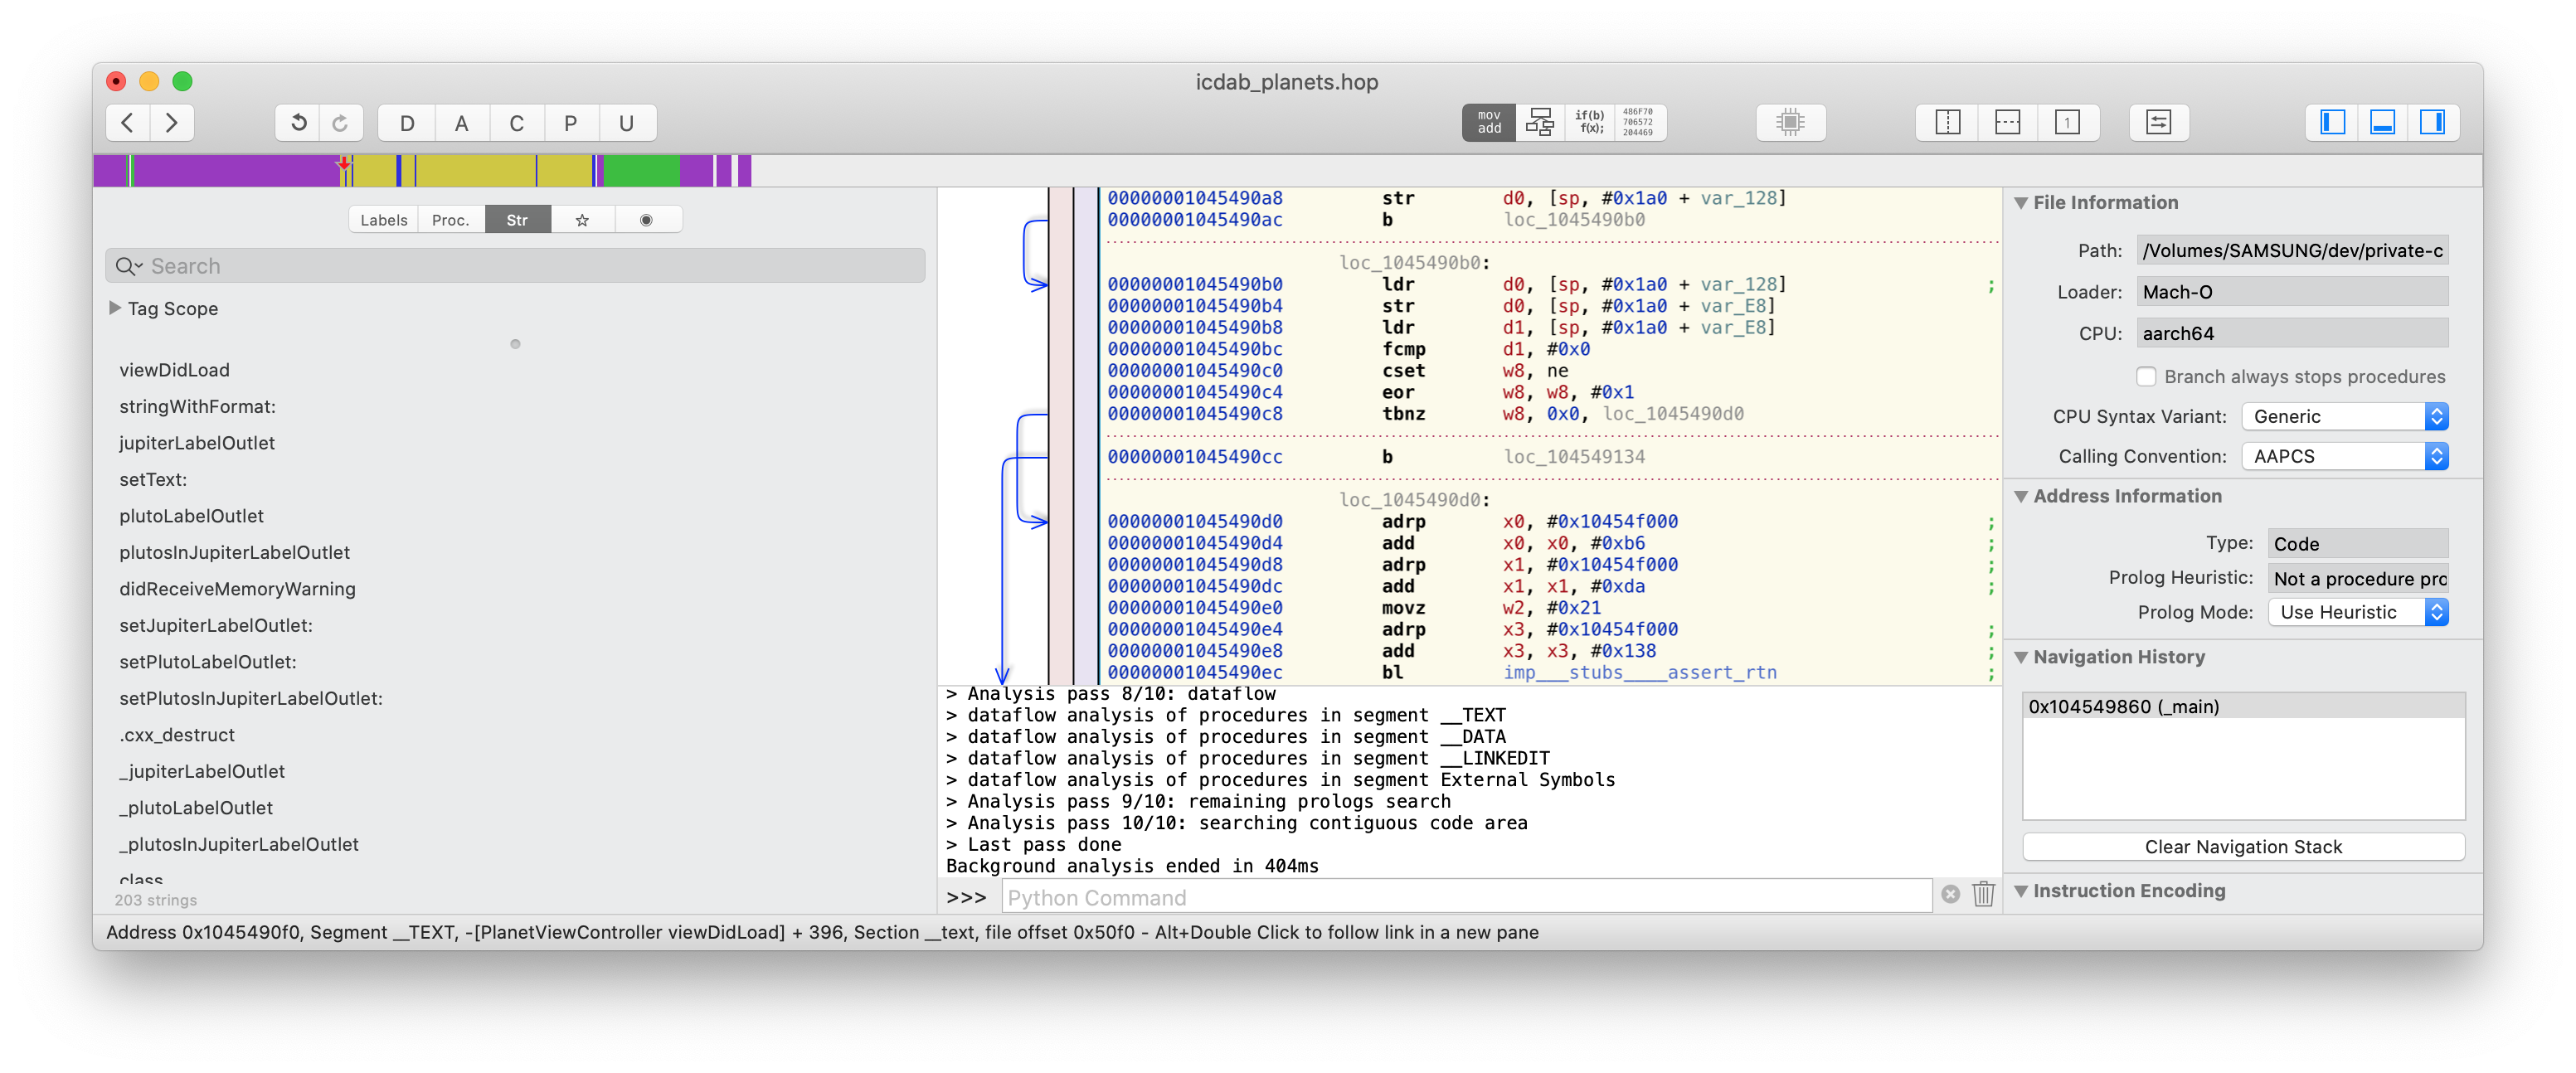 icdab_planets.hop
D A C P U
mov add
if(b) f(x);
486F70 706572 204469
1
Labels Proc. Str
Search
Tag Scope
viewDidLoad
stringWithFormat:
jupiterLabelOutlet
setText:
plutoLabelOutlet
plutosInJupiterLabelOutlet
didReceiveMemoryWarning
setJupiterLabelOutlet:
setPlutoLabelOutlet:
setPlutosInJupiterLabelOutlet:
.cxx_destruct
_jupiterLabelOutlet
_plutoLabelOutlet
_plutosInJupiterLabelOutlet
class
203 strings
00000001045490a8 str d0, [sp, #0x1a0 + var_128]
00000001045490ac b loc_1045490b0
loc_1045490b0:
00000001045490b0 ldr d0, [sp, #0x1a0 + var_128] ;
00000001045490b4 str d0, [sp, #0x1a0 + var_E8]
00000001045490b8 ldr d1, [sp, #0x1a0 + var_E8]
00000001045490bc fcmp d1, #0x0
00000001045490c0 cset w8, ne
00000001045490c4 eor w8, w8, #0x1
00000001045490c8 tbnz w8, 0x0, loc_1045490d0
00000001045490cc b loc_104549134
loc_1045490d0:
00000001045490d0 adrp x0, #0x10454f000 ;
00000001045490d4 add x0, x0, #0xb6 ;
00000001045490d8 adrp x1, #0x10454f000 ;
00000001045490dc add x1, x1, #0xda ;
00000001045490e0 movz w2, #0x21
00000001045490e4 adrp x3, #0x10454f000 ;
00000001045490e8 add x3, x3, #0x138 ;
00000001045490ec bl imp___stubs____assert_rtn ;
> Analysis pass 8/10: dataflow
> dataflow analysis of procedures in segment __TEXT
> dataflow analysis of procedures in segment __DATA
> dataflow analysis of procedures in segment __LINKEDIT
> dataflow analysis of procedures in segment External Symbols
> Analysis pass 9/10: remaining prologs search
> Analysis pass 10/10: searching contiguous code area
> Last pass done
Background analysis ended in 404ms
>>> Python Command
File Information
Path: /Volumes/SAMSUNG/dev/private-c
Loader: Mach-O
CPU: aarch64
Branch always stops procedures
CPU Syntax Variant: Generic
Calling Convention: AAPCS
Address Information
Type: Code
Prolog Heuristic: Not a procedure pro
Prolog Mode: Use Heuristic
Navigation History
0x104549860 (_main)
Clear Navigation Stack
Instruction Encoding
Address 0x1045490f0, Segment __TEXT, -[PlanetViewController viewDidLoad] + 396, Section __text, file offset 0x50f0 - Alt+Double Click to follow link in a new pane